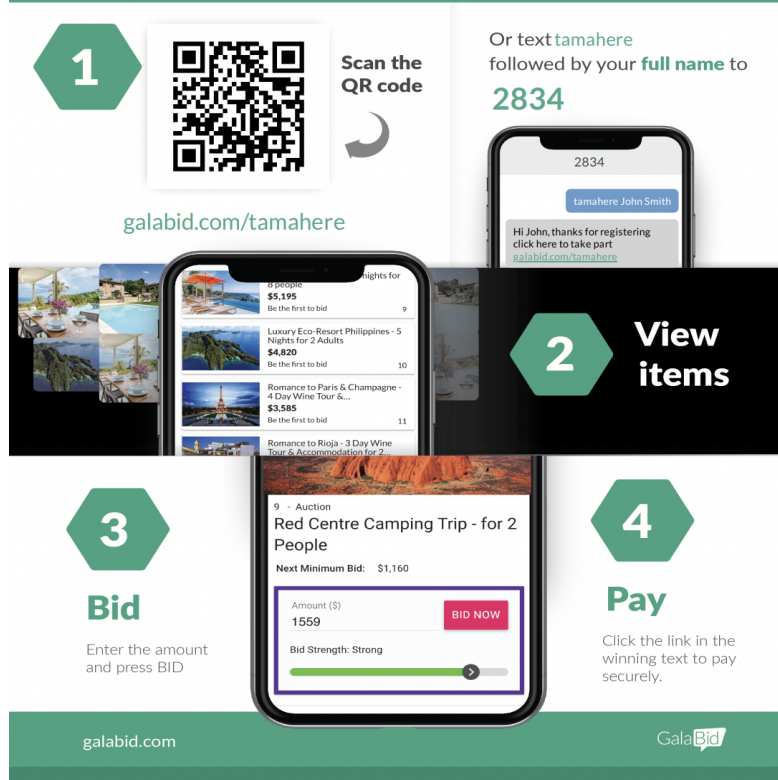 1
Scan the
QR code
galabid.com/tamahere
Or text tamahere
followed by your full name to
2834
2834
tamahere John Smith
Hi John, thanks for registering
click here to take part
galabid.com/tamahere
nights for
8 people
$5,195
Be the first to bid 9
Luxury Eco-Resort Philippines - 5
Nights for 2 Adults
$4,820
Be the first to bid 10
Romance to Paris & Champagne -
4 Day Wine Tour &...
$3,585
Be the first to bid 11
Romance to Rioja - 3 Day Wine
Tour & Accommodation for 2...
2
View
items
3
Bid
Enter the amount
and press BID
9 - Auction
Red Centre Camping Trip - for 2
People
Next Minimum Bid: $1,160
Amount ($)
1559
BID NOW
Bid Strength: Strong
4
Pay
Click the link in the
winning text to pay
securely.
galabid.com
GalaBid